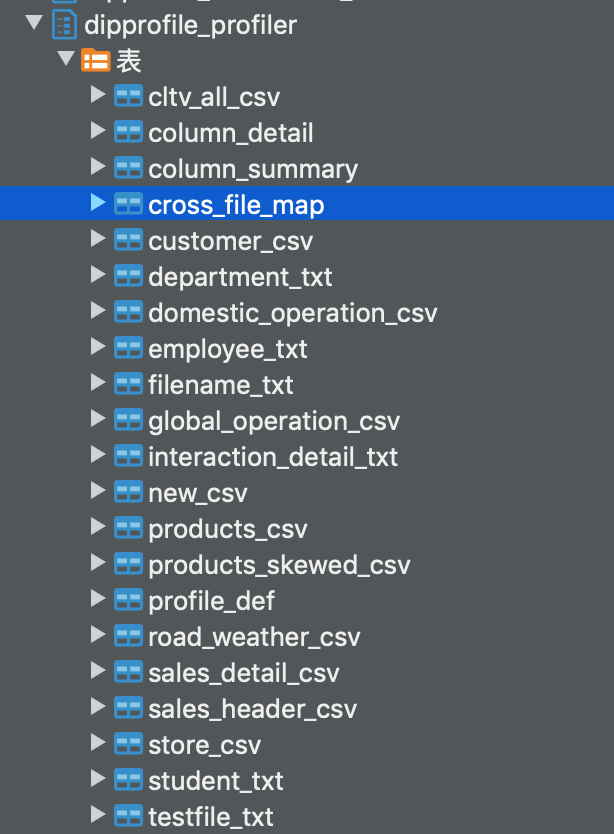 dipprofile_profiler
表
cltv_all_csv
column_detail
column_summary
cross_file_map
customer_csv
department_txt
domestic_operation_csv
employee_txt
filename_txt
global_operation_csv
interaction_detail_txt
new_csv
products_csv
products_skewed_csv
profile_def
road_weather_csv
sales_detail_csv
sales_header_csv
store_csv
student_txt
testfile_txt